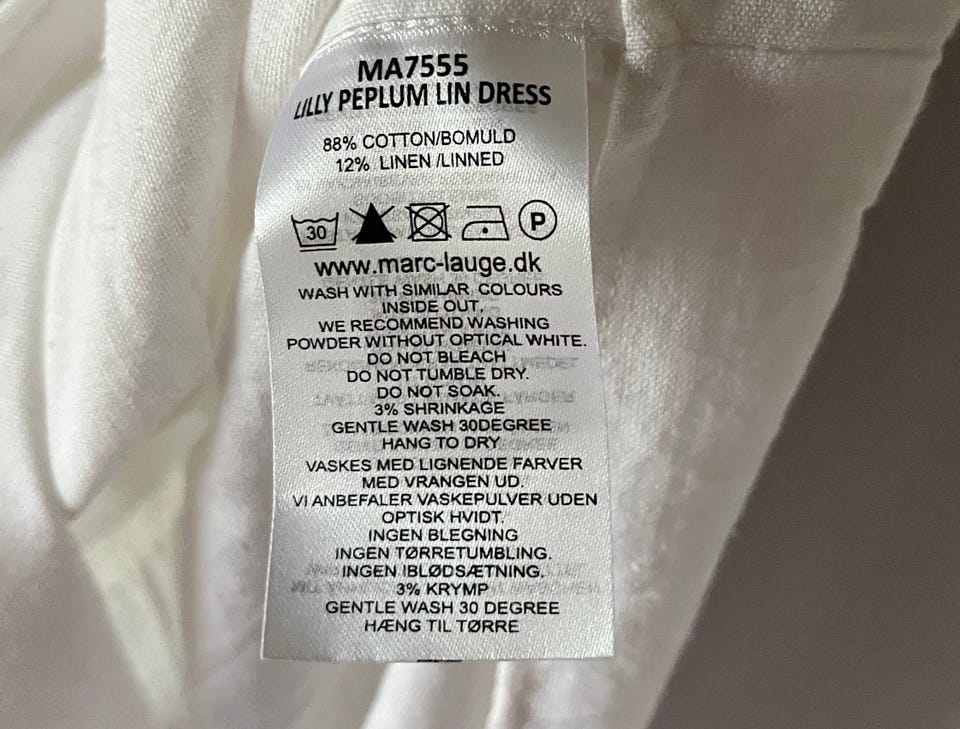 MA7555
LILLY PEPLUM LIN DRESS
88% COTTON/BOMULD
12% LINEN /LINNED
30 P
www.marc-lauge.dk
WASH WITH SIMILAR COLOURS
INSIDE OUT.
WE RECOMMEND WASHING
POWDER WITHOUT OPTICAL WHITE.
DO NOT BLEACH
DO NOT TUMBLE DRY.
DO NOT SOAK.
3% SHRINKAGE
GENTLE WASH 30DEGREE
HANG TO DRY
VASKES MED LIGNENDE FARVER
MED VRANGEN UD.
VI ANBEFALER VASKEPULVER UDEN
OPTISK HVIDT.
INGEN BLEGNING
INGEN TØRRETUMBLING.
INGEN IBLØDSÆTNING.
3% KRYMP
GENTLE WASH 30 DEGREE
HÆNG TIL TØRRE